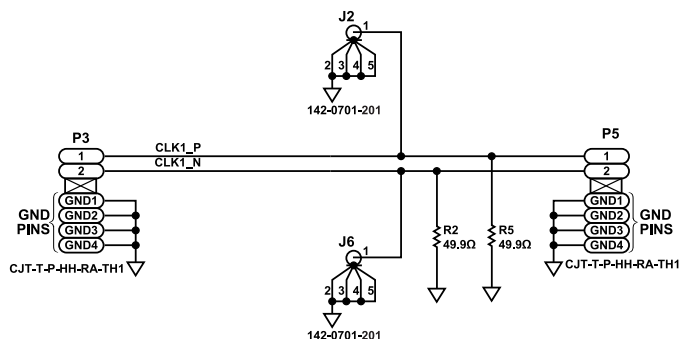 J2
1
2 3 4 5
142-0701-201
P3
P5
CLK1_P
1
1
CLK1_N
2
2
GND1
GND1
GND
PINS
GND2
GND2
GND
PINS
GND3
GND3
GND4
GND4
R2
49.9Ω
R5
49.9Ω
J6
1
CJT-T-P-HH-RA-TH1
CJT-T-P-HH-RA-TH1
2 3 4 5
142-0701-201